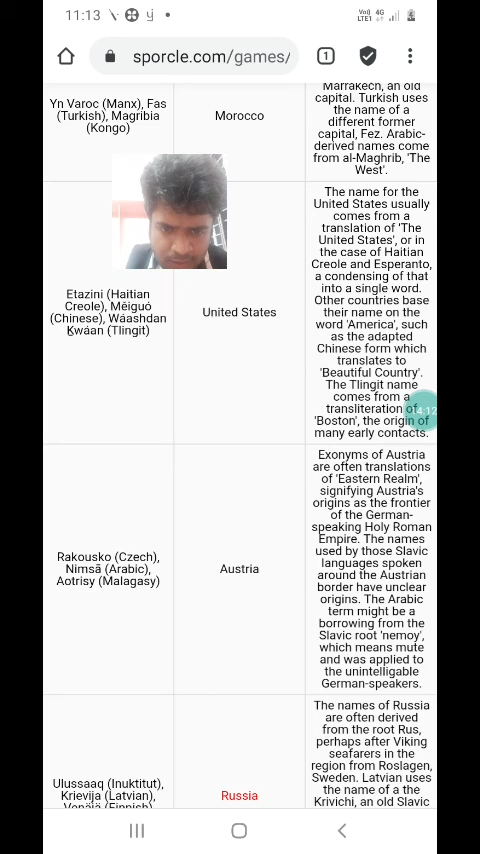 11:13
Vo))
LTE1
4G
sporcle.com/games/
1
Yn Varoc (Manx), Fas
(Turkish), Magribia
(Kongo)
Morocco
Marrakech, an old
capital. Turkish uses
the name of a
different former
capital, Fez. Arabic-
derived names come
from al-Maghrib, 'The
West'.
Etazini (Haitian
Creole), Měiguó
(Chinese), Wáashdan
Ḵwáan (Tlingit)
United States
The name for the
United States usually
comes from a
translation of 'The
United States', or in
the case of Haitian
Creole and Esperanto,
a condensing of that
into a single word.
Other countries base
their name on the
word 'America', such
as the adapted
Chinese form which
translates to
'Beautiful Country'.
The Tlingit name
comes from a
transliteration of
'Boston', the origin of
many early contacts.
14:12
Rakousko (Czech),
Nimsā (Arabic),
Aotrisy (Malagasy)
Austria
Exonyms of Austria
are often translations
of 'Eastern Realm',
signifying Austria's
origins as the frontier
of the German-
speaking Holy Roman
Empire. The names
used by those Slavic
languages spoken
around the Austrian
border have unclear
origins. The Arabic
term might be a
borrowing from the
Slavic root 'nemoy',
which means mute
and was applied to
the unintelligable
German-speakers.
Ulussaaq (Inuktitut),
Krievija (Latvian),
Venäjä (Finnish)
Russia
The names of Russia
are often derived
from the root Rus,
perhaps after Viking
seafarers in the
region from Roslagen,
Sweden. Latvian uses
the name of a the
Krivichi, an old Slavic